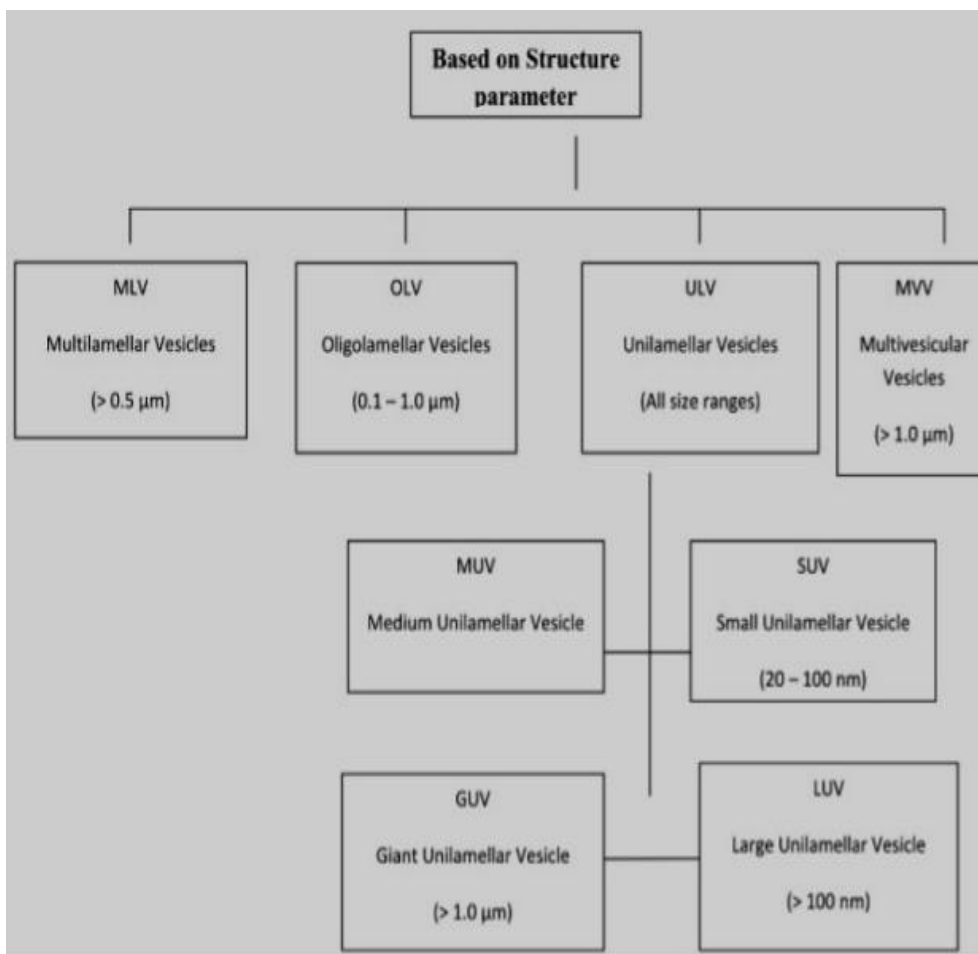 Based on Structure
parameter
MLV
Multilamellar Vesicles
(> 0.5 µm)
OLV
Oligolamellar Vesicles
(0.1 – 1.0 µm)
ULV
Unilamellar Vesicles
(All size ranges)
MVV
Multivesicular
Vesicles
(> 1.0 µm)
MUV
Medium Unilamellar Vesicle
SUV
Small Unilamellar Vesicle
(20 – 100 nm)
GUV
Giant Unilamellar Vesicle
(> 1.0 µm)
LUV
Large Unilamellar Vesicle
(> 100 nm)